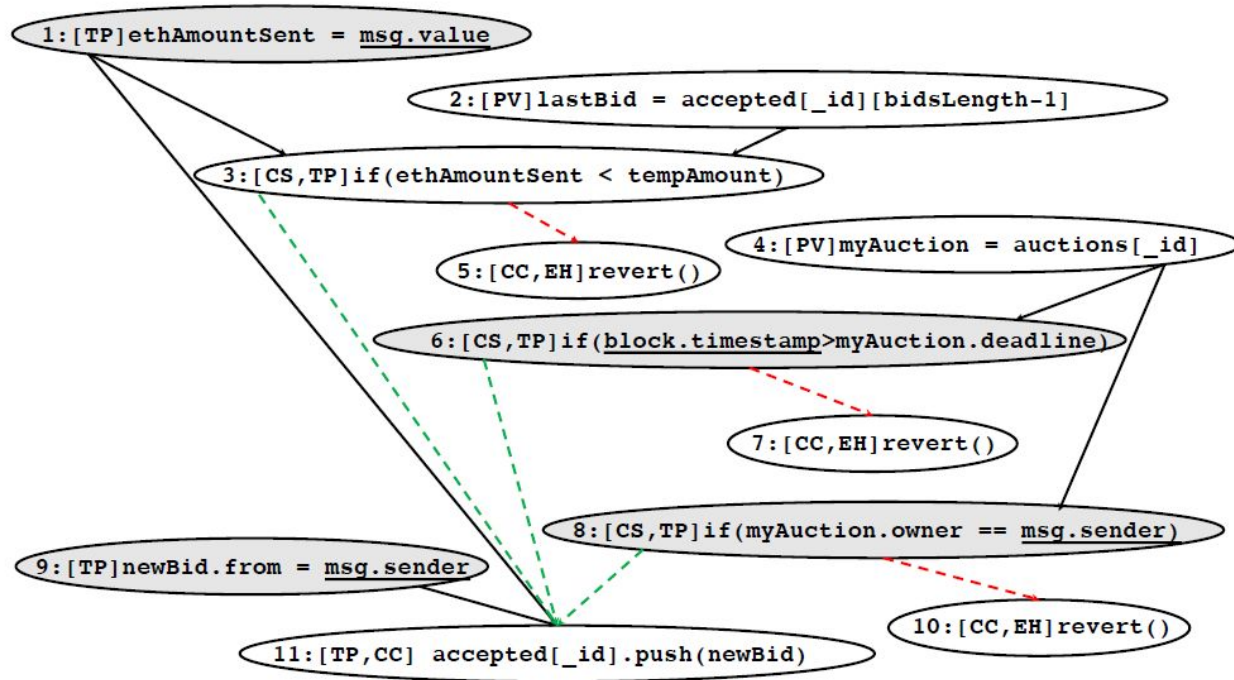 1:[TP]ethAmountSent = msg.value
2:[PV]lastBid = accepted[_id][bidsLength-1]
3:[CS,TP]if(ethAmountSent < tempAmount)
4:[PV]myAuction = auctions[_id]
5:[CC,EH]revert()
6:[CS,TP]if(block.timestamp>myAuction.deadline)
7:[CC,EH]revert()
8:[CS,TP]if(myAuction.owner == msg.sender)
9:[TP]newBid.from = msg.sender
10:[CC,EH]revert()
11:[TP,CC] accepted[_id].push(newBid)